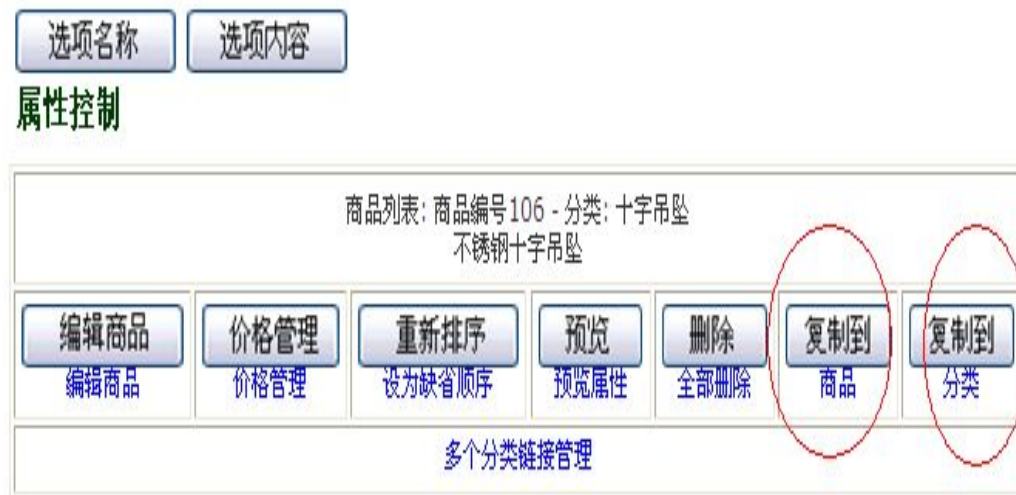 选项名称 选项内容
属性控制
商品列表: 商品编号106 - 分类: 十字吊坠
不锈钢十字吊坠
编辑商品 价格管理 重新排序 预览 删除 复制到 复制到
编辑商品 价格管理 设为缺省顺序 预览属性 全部删除 商品 分类
多个分类链接管理